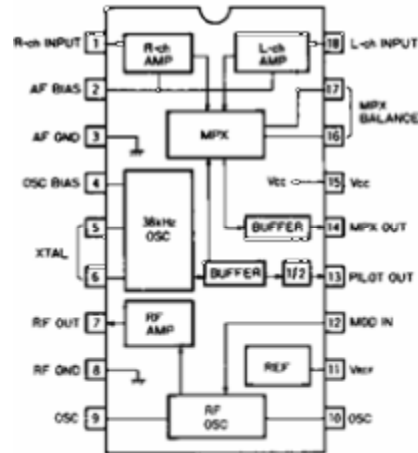 R-ch INPUT 1 R-ch AMP L-ch AMP 18 L-ch INPUT
AF BIAS 2 17
MPX BALANCE
AF GND 3 MPX 16
OSC BIAS 4 Vcc 15 Vcc
5 38kHz OSC BUFFER 14 MPX OUT
XTAL
6 BUFFER 1/2 13 PILOT OUT
RF OUT 7 RF AMP 12 MOD IN
RF GND 8 REF 11 VREF
OSC 9 RF OSC 10 OSC